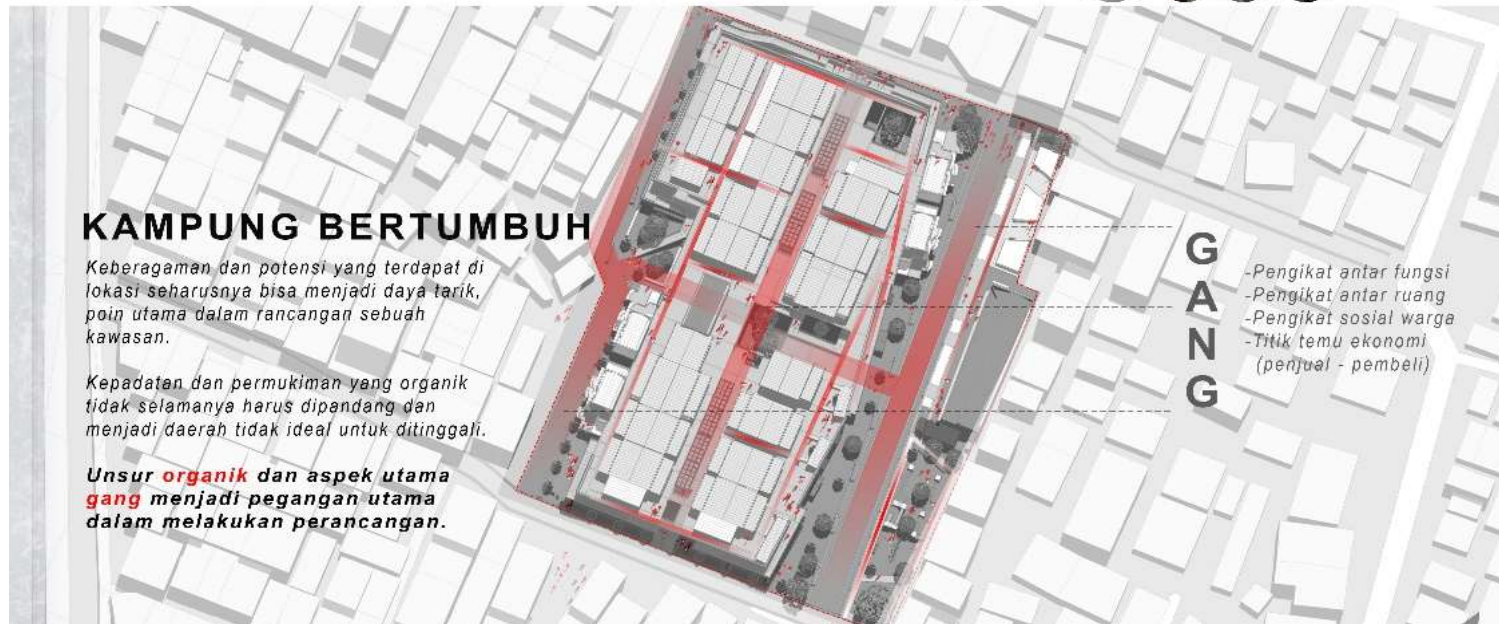 KAMPUNG BERTUMBUH
Keberagaman dan potensi yang terdapat di
lokasi seharusnya bisa menjadi daya tarik,
poin utama dalam rancangan sebuah
kawasan.
Kepadatan dan permukiman yang organik
tidak selamanya harus dipandang dan
menjadi daerah tidak ideal untuk ditinggali.
Unsur organik dan aspek utama
gang menjadi pegangan utama
dalam melakukan perancangan.
G
A
N
G
-Pengikat antar fungsi
-Pengikat antar ruang
-Pengikat sosial warga
-Titik temu ekonomi
(penjual - pembeli)